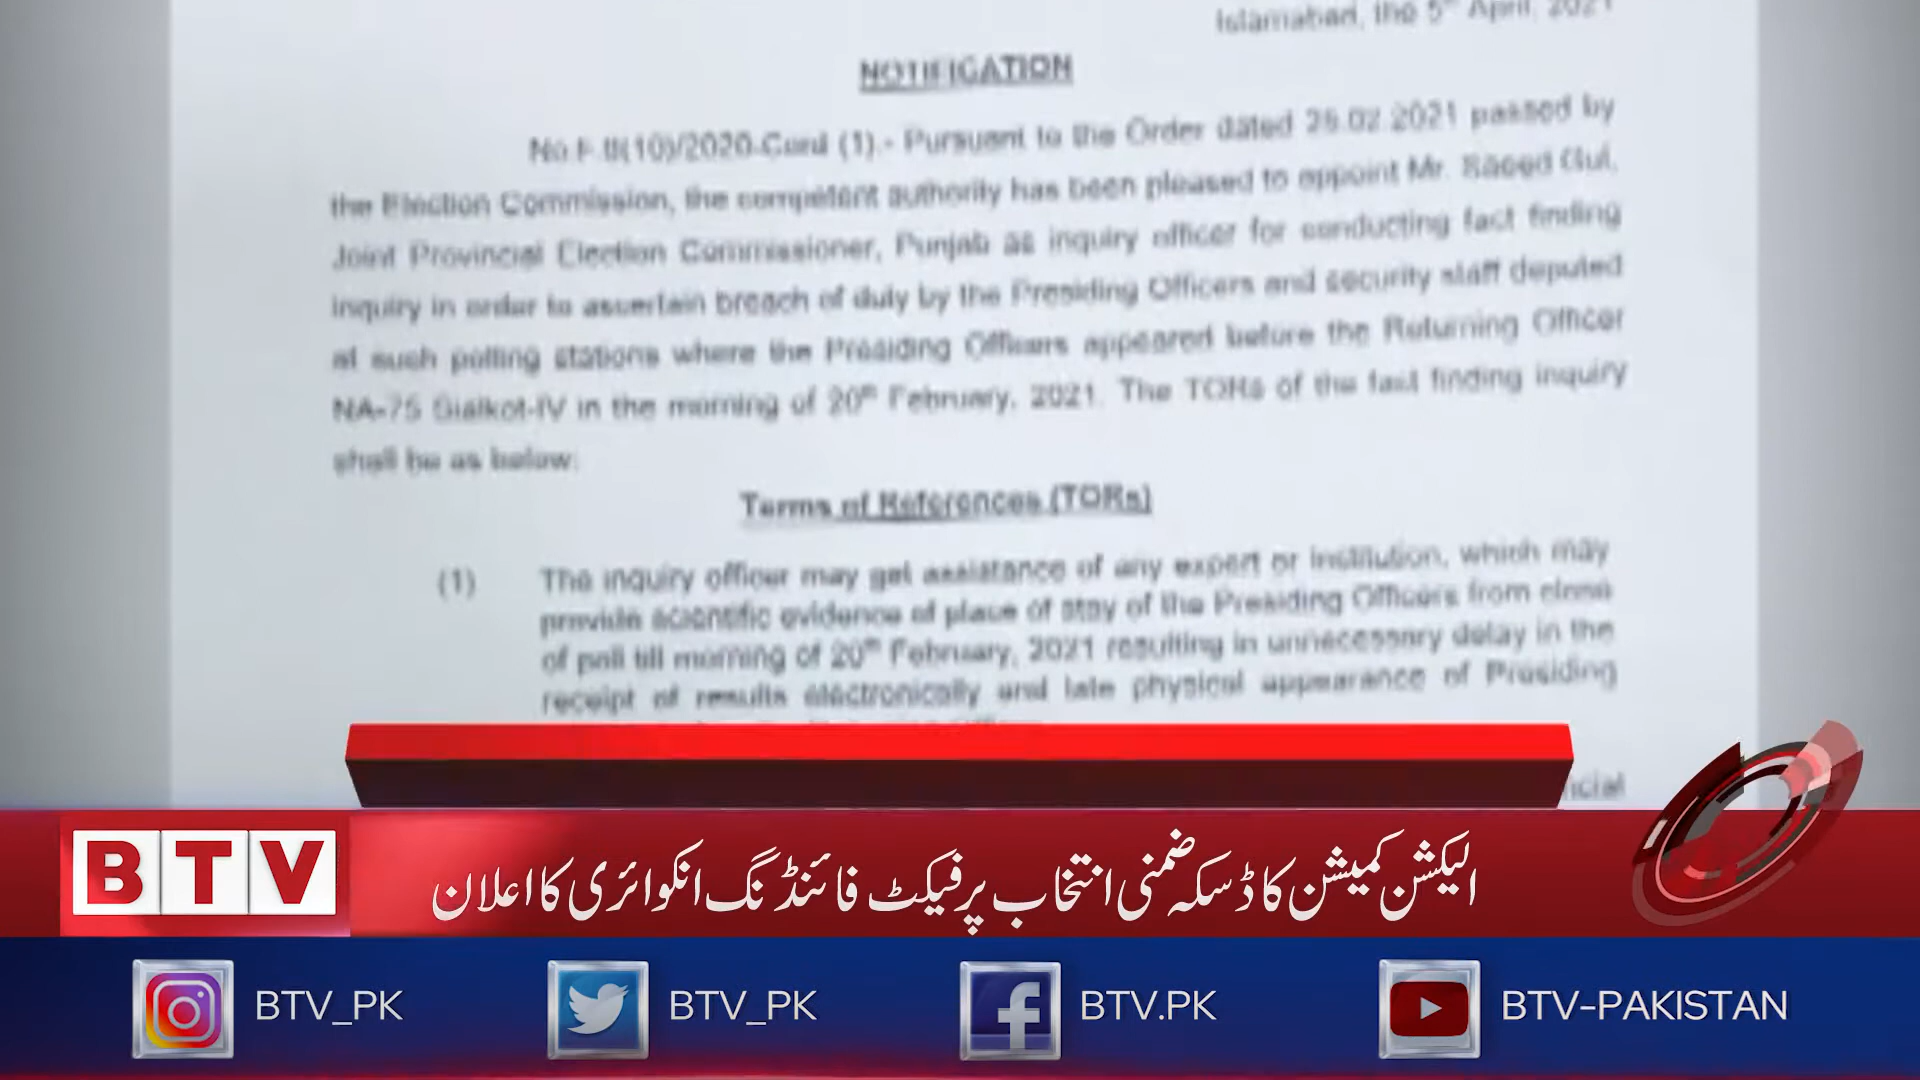 Islamabad, the 5th April, 2021
NOTIFICATION
No.F.8(10)/2020-Cord (1).- Pursuant to the Order dated 25.02.2021 passed by
the Election Commission, the competent authority has been pleased to appoint Mr. Saeed Gul,
Joint Provincial Election Commissioner, Punjab as inquiry officer for conducting fact finding
inquiry in order to ascertain breach of duty by the Presiding Officers and security staff deputed
at such polling stations where the Presiding Officers appeared before the Returning Officer
NA-75 Sialkot-IV in the morning of 20th February, 2021. The TORs of the fact finding inquiry
shall be as below:
Terms of References (TORs)
(1) The inquiry officer may get assistance of any expert or institution, which may
provide scientific evidence of place of stay of the Presiding Officers from close
of poll till morning of 20th February, 2021 resulting in unnecessary delay in the
receipt of results electronically and late physical appearance of Presiding
الیکشن کمیشن کا ڈسکہ ضمنی انتخاب پر فیکٹ فائنڈنگ انکوائری کا اعلان
BTV
BTV_PK
BTV_PK
BTV.PK
BTV-PAKISTAN